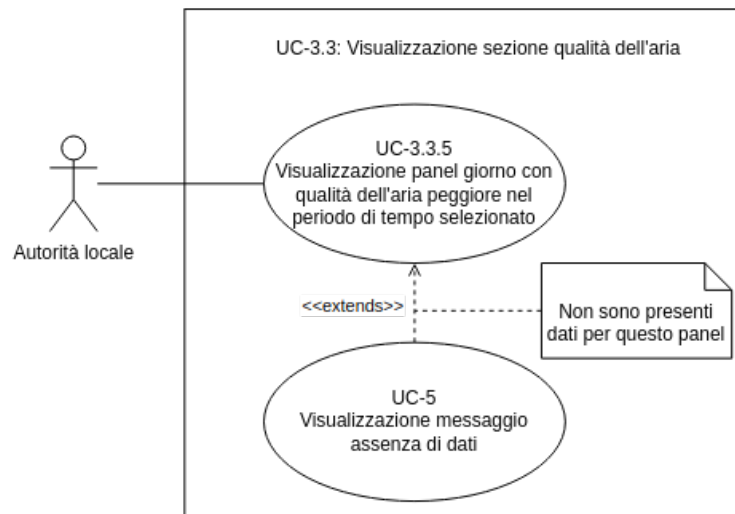 UC-3.3: Visualizzazione sezione qualità dell'aria
UC-3.3.5
Visualizzazione panel giorno con
qualità dell'aria peggiore nel
periodo di tempo selezionato
Autorità locale
<<extends>>
Non sono presenti
dati per questo panel
UC-5
Visualizzazione messaggio
assenza di dati